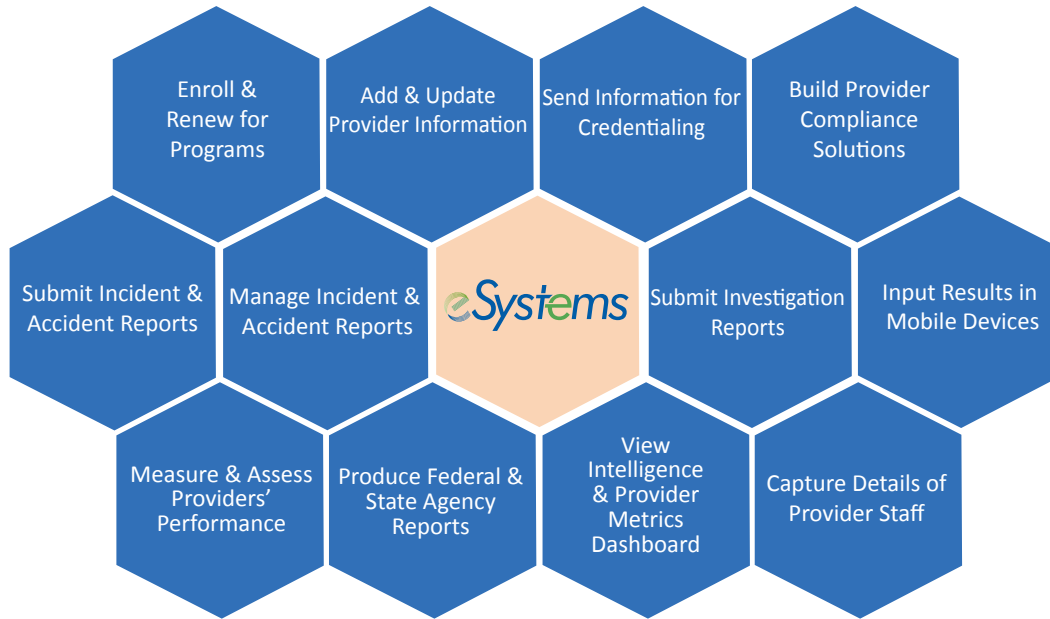 Enroll &
Renew for
Programs
Add & Update
Provider Information
Send Information for
Credentialing
Build Provider
Compliance
Solutions
Submit Incident &
Accident Reports
Manage Incident &
Accident Reports
eSystems
Submit Investigation
Reports
Input Results in
Mobile Devices
Measure & Assess
Providers’
Performance
Produce Federal &
State Agency
Reports
View
Intelligence
& Provider
Metrics
Dashboard
Capture Details of
Provider Staff